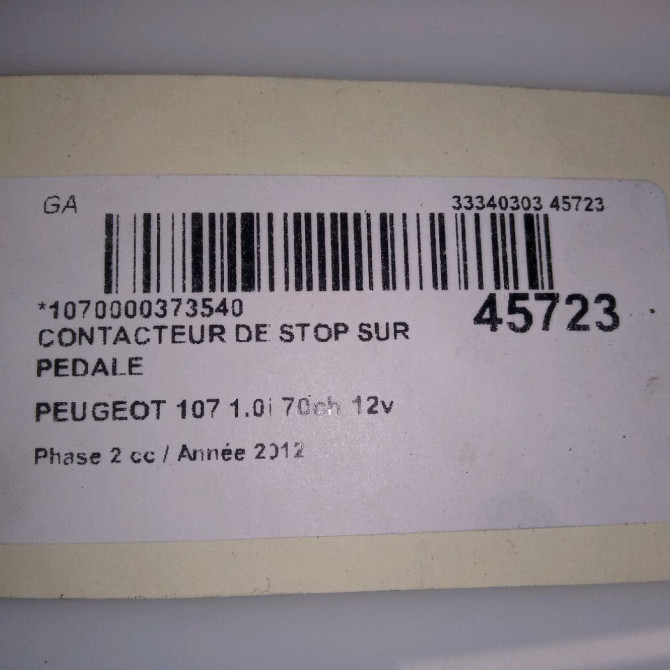 GA
33340303 45723
*1070000373540
45723
CONTACTEUR DE STOP SUR
PEDALE
PEUGEOT 107 1.0i 70ch 12v
Phase 2 cc / Année 2012